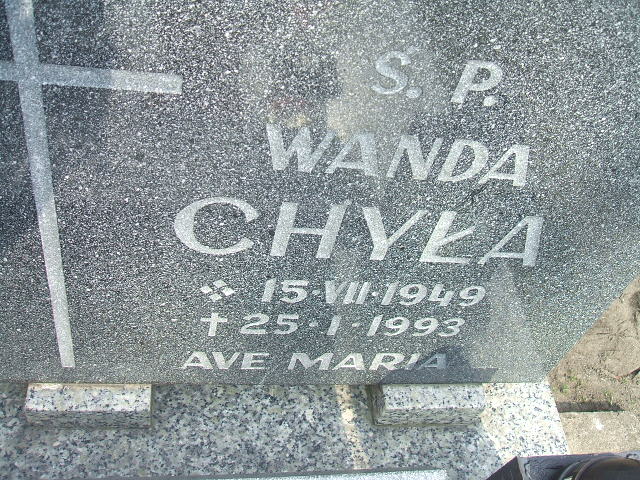 Ś. P.
WANDA
CHYŁA
15·VII·1949
✝ 25·I·1993
AVE MARIA